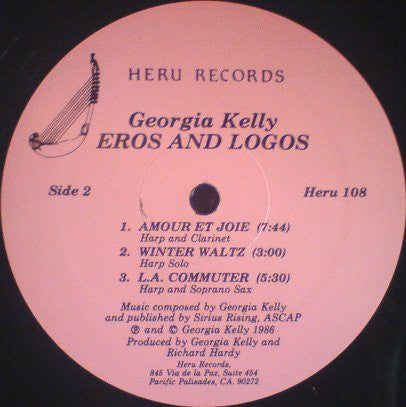 HERU RECORDS
Georgia Kelly
EROS AND LOGOS
Side 2
Heru 108
1. AMOUR ET JOIE (7:44)
Harp and Clarinet
2. WINTER WALTZ (3:00)
Harp Solo
3. L.A. COMMUTER (5:30)
Harp and Soprano Sax
Music composed by Georgia Kelly
and published by Sirius Rising, ASCAP
℗ and © Georgia Kelly 1986
Produced by Georgia Kelly and
Richard Hardy
Heru Records,
845 Via de la Paz, Suite 454
Pacific Palisades, CA. 90272